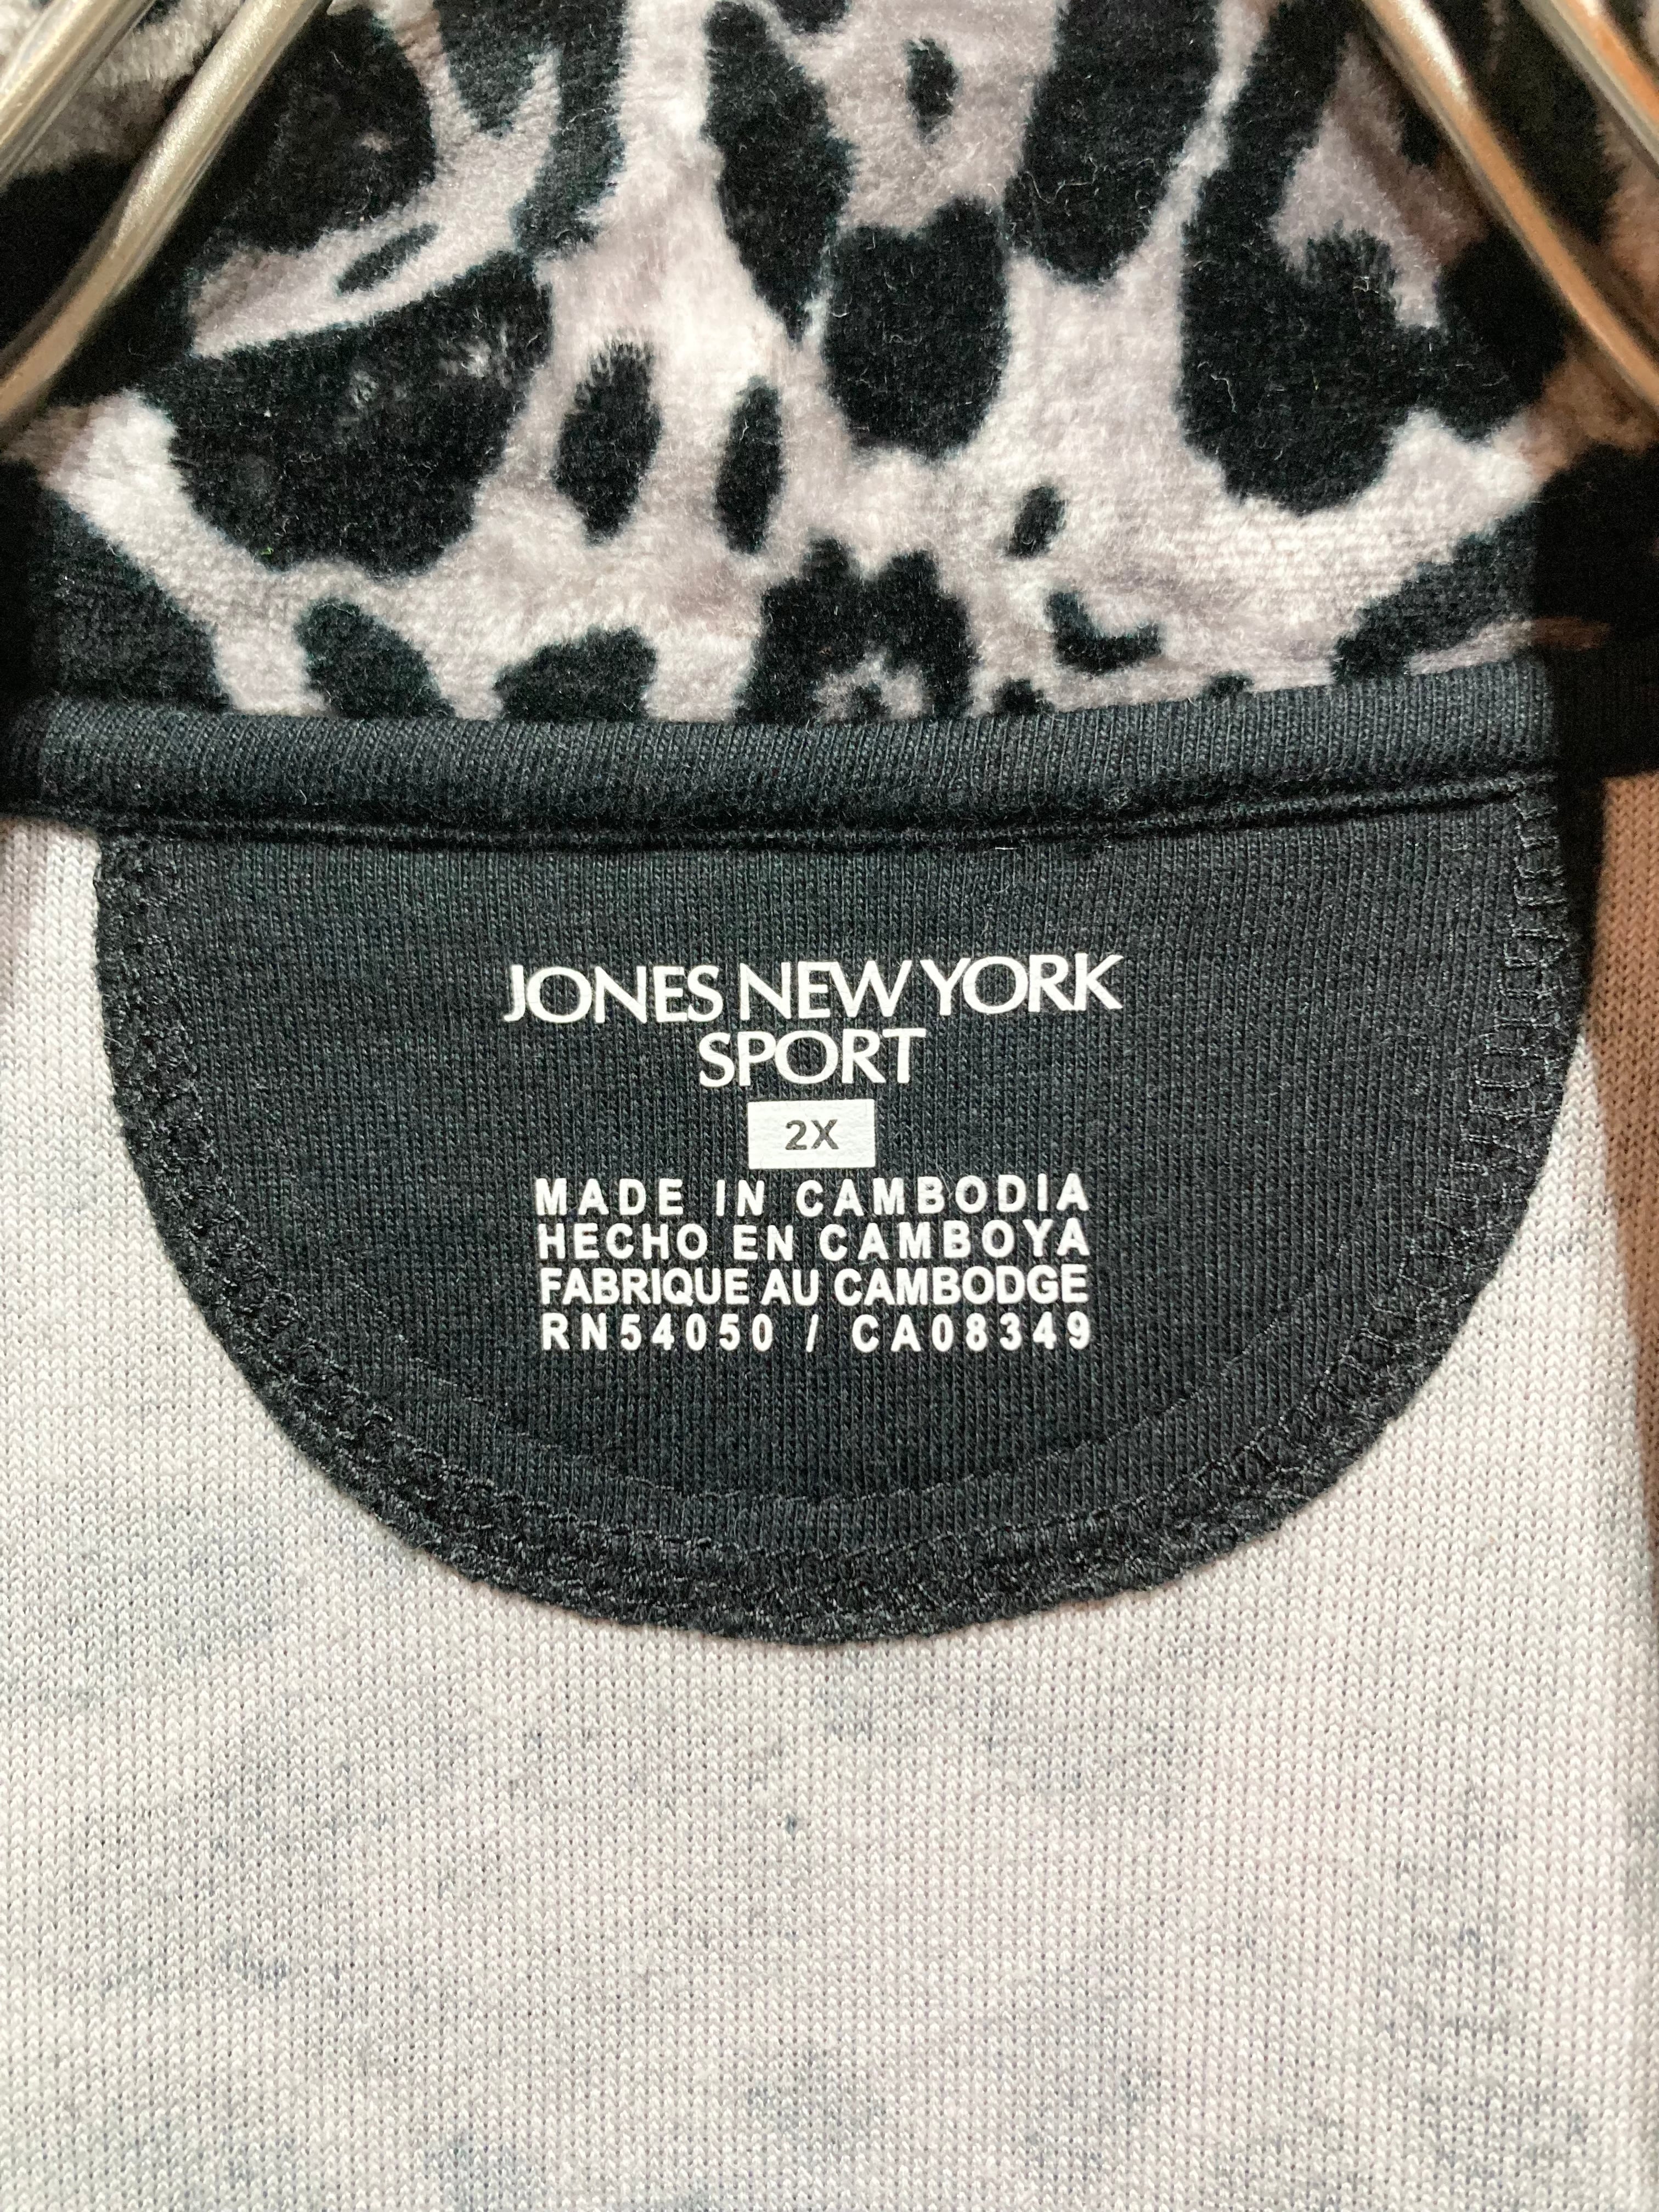 JONES NEW YORK
SPORT
2X
MADE IN CAMBODIA
HECHO EN CAMBOYA
FABRIQUE AU CAMBODGE
RN54050 / CA08349